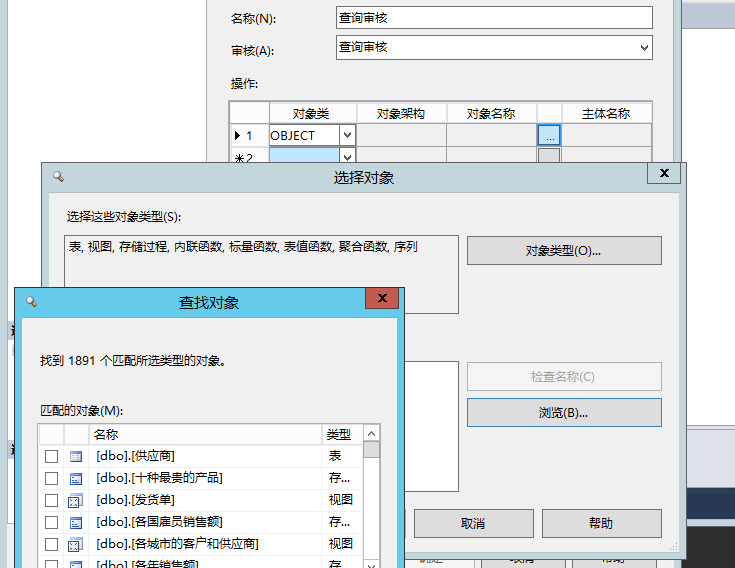 名称(N):
查询审核
审核(A):
查询审核
操作:
对象类 对象架构 对象名称 主体名称
1 OBJECT ...
*2
选择对象
选择这些对象类型(S):
表, 视图, 存储过程, 内联函数, 标量函数, 表值函数, 聚合函数, 序列
对象类型(O)...
查找对象
找到 1891 个匹配所选类型的对象。
检查名称(C)
浏览(B)...
匹配的对象(M):
名称 类型
[dbo].[供应商] 表
[dbo].[十种最贵的产品] 存...
[dbo].[发货单] 视图
[dbo].[各国雇员销售额] 存...
[dbo].[各城市的客户和供应商] 视图
[dbo].[各年销售额] 存...
取消
帮助